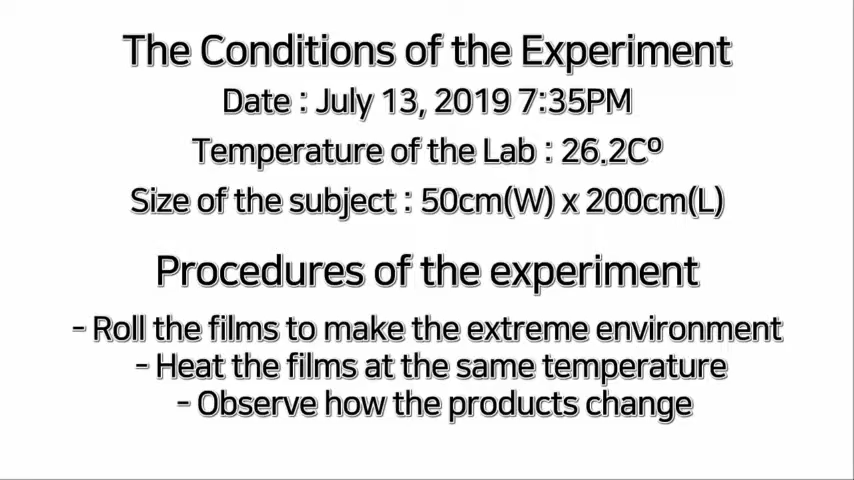 The Conditions of the Experiment
Date : July 13, 2019 7:35PM
Temperature of the Lab : 26.2Cº
Size of the subject : 50cm(W) x 200cm(L)
Procedures of the experiment
- Roll the films to make the extreme environment
- Heat the films at the same temperature
- Observe how the products change